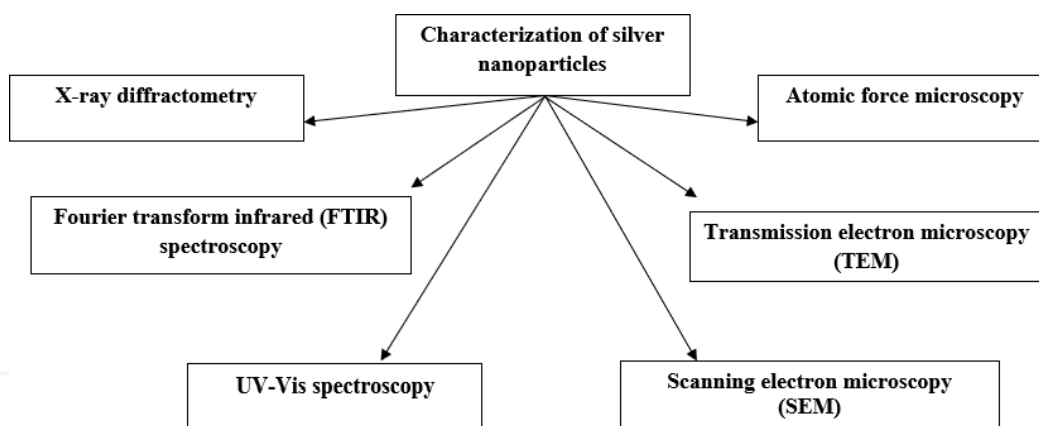 Characterization of silver
nanoparticles
X-ray diffractometry
Atomic force microscopy
Fourier transform infrared (FTIR)
spectroscopy
Transmission electron microscopy
(TEM)
UV-Vis spectroscopy
Scanning electron microscopy
(SEM)